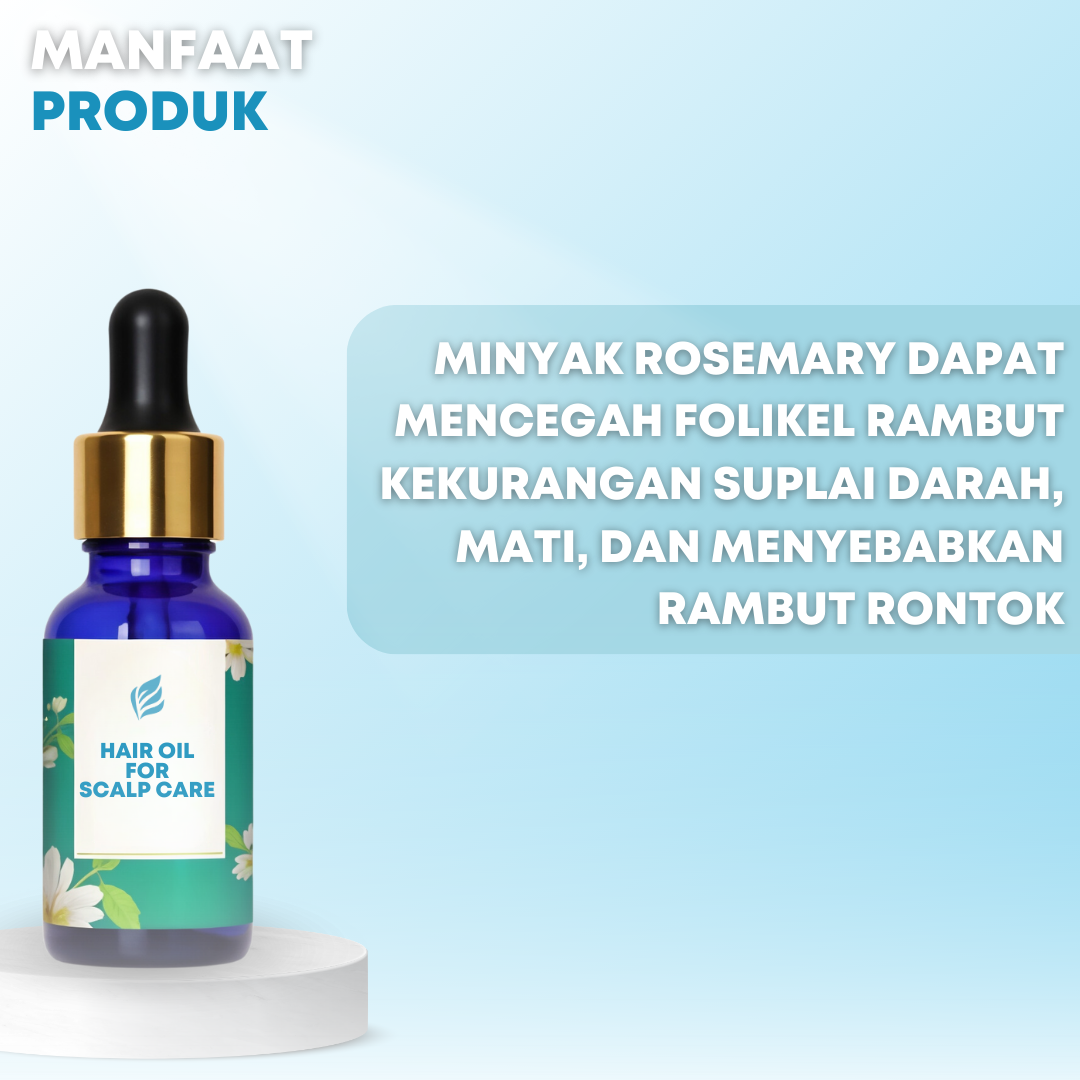 MANFAAT
PRODUK
MINYAK ROSEMARY DAPAT
MENCEGAH FOLIKEL RAMBUT
KEKURANGAN SUPLAI DARAH,
MATI, DAN MENYEBABKAN
RAMBUT RONTOK
HAIR OIL
FOR
SCALP CARE